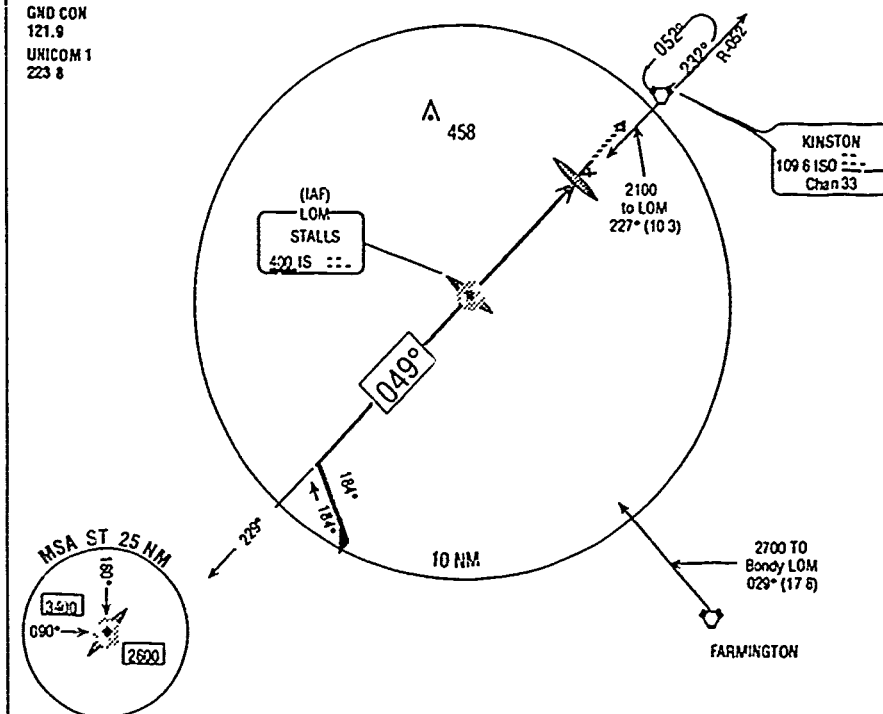 GND CON
121.9
UNICOM 1
223 8
458
052°
232°
R-052
KINSTON
109 6 ISO
Chan 33
2100
to LOM
227° (10 3)
(IAF)
LOM
STALLS
400 IS
049°
184°
184°
229°
10 NM
MSA ST 25 NM
180°
3400
090°
2600
2700 TO
Bondy LOM
029° (17 6)
FARMINGTON